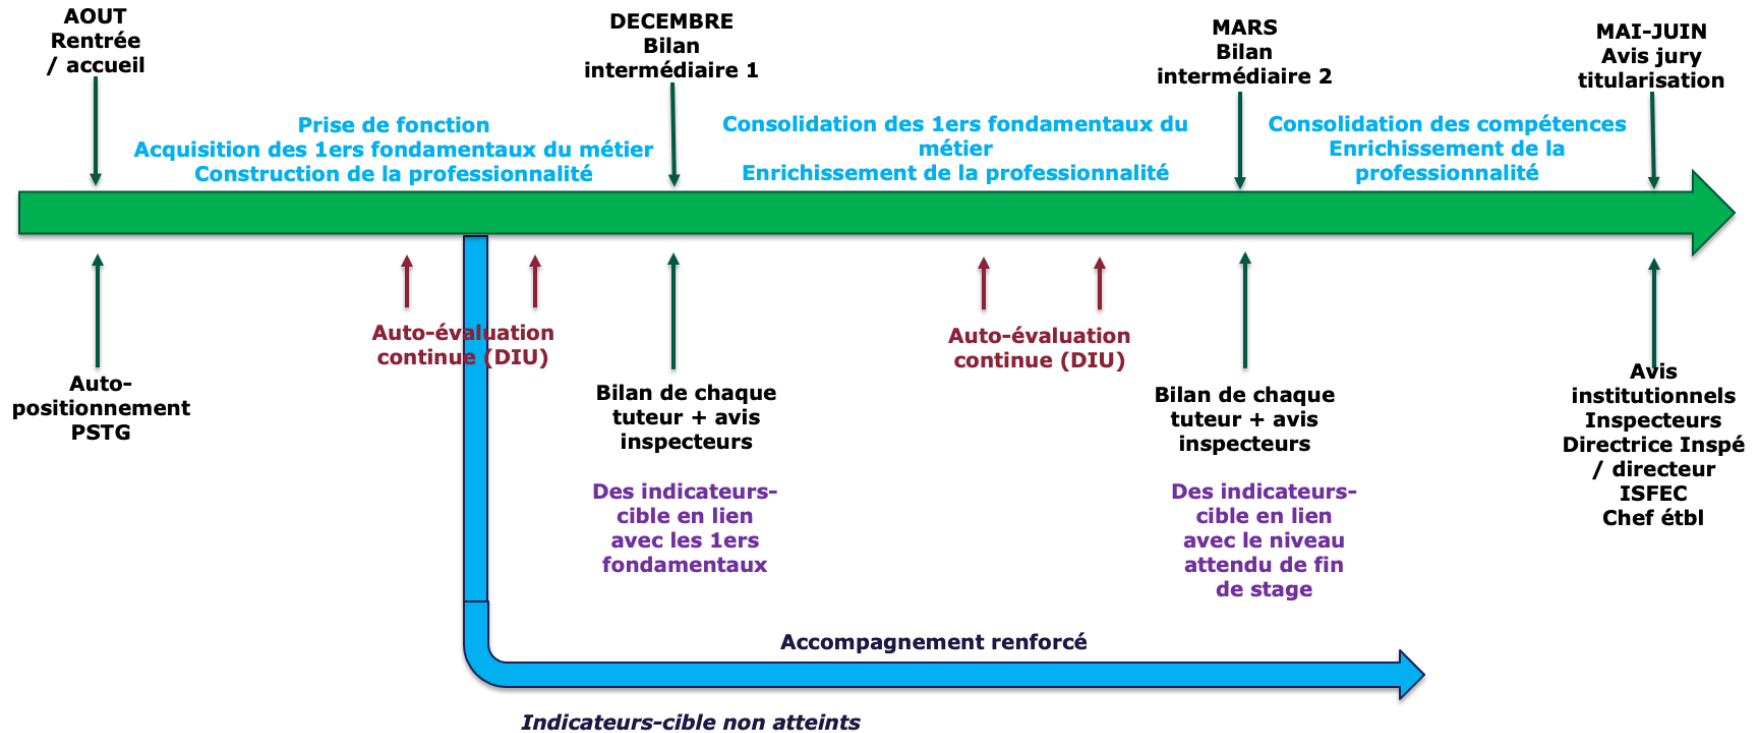 AOUT
Rentrée
/ accueil
DECEMBRE
Bilan
intermédiaire 1
MARS
Bilan
intermédiaire 2
MAI-JUIN
Avis jury
titularisation
Prise de fonction
Acquisition des 1ers fondamentaux du métier
Construction de la professionnalité
Consolidation des 1ers fondamentaux du
métier
Enrichissement de la professionnalité
Consolidation des compétences
Enrichissement de la
professionnalité
Auto-
positionnement
PSTG
Auto-évaluation
continue (DIU)
Bilan de chaque
tuteur + avis
inspecteurs
Des indicateurs-
cible en lien
avec les 1ers
fondamentaux
Auto-évaluation
continue (DIU)
Bilan de chaque
tuteur + avis
inspecteurs
Des indicateurs-
cible en lien
avec le niveau
attendu de fin
de stage
Avis
institutionnels
Inspecteurs
Directrice Inspé
/ directeur
ISFEC
Chef étbl
Accompagnement renforcé
Indicateurs-cible non atteints